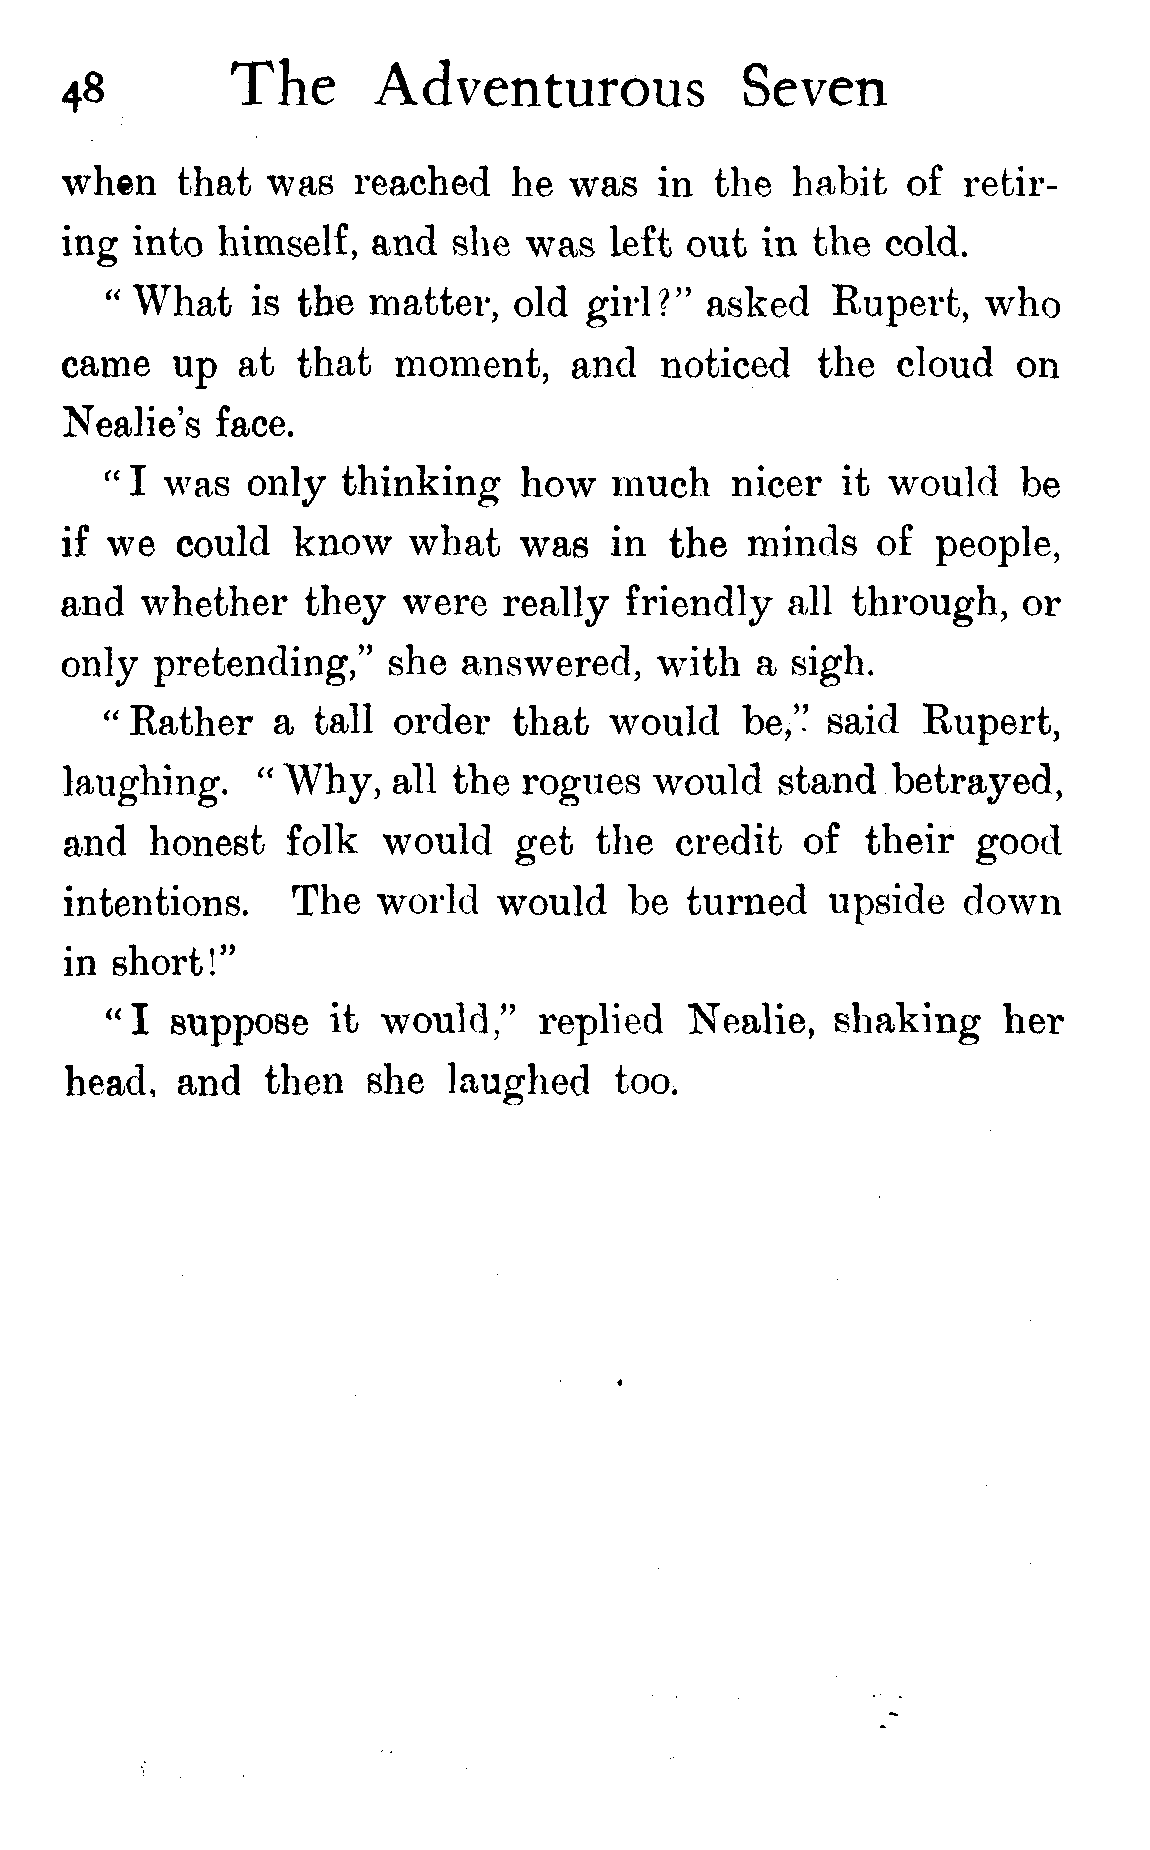 48 The Adventurous Seven
when that was reached he was in the habit of retir-
ing into himself, and she was left out in the cold.
“What is the matter, old girl?” asked Rupert, who
came up at that moment, and noticed the cloud on
Nealie’s face.
“I was only thinking how much nicer it would be
if we could know what was in the minds of people,
and whether they were really friendly all through, or
only pretending,” she answered, with a sigh.
“Rather a tall order that would be,” said Rupert,
laughing. “Why, all the rogues would stand betrayed,
and honest folk would get the credit of their good
intentions. The world would be turned upside down
in short!”
“I suppose it would,” replied Nealie, shaking her
head, and then she laughed too.